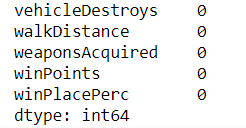 vehicleDestroys 0
walkDistance 0
weaponsAcquired 0
winPoints 0
winPlacePerc 0
dtype: int64